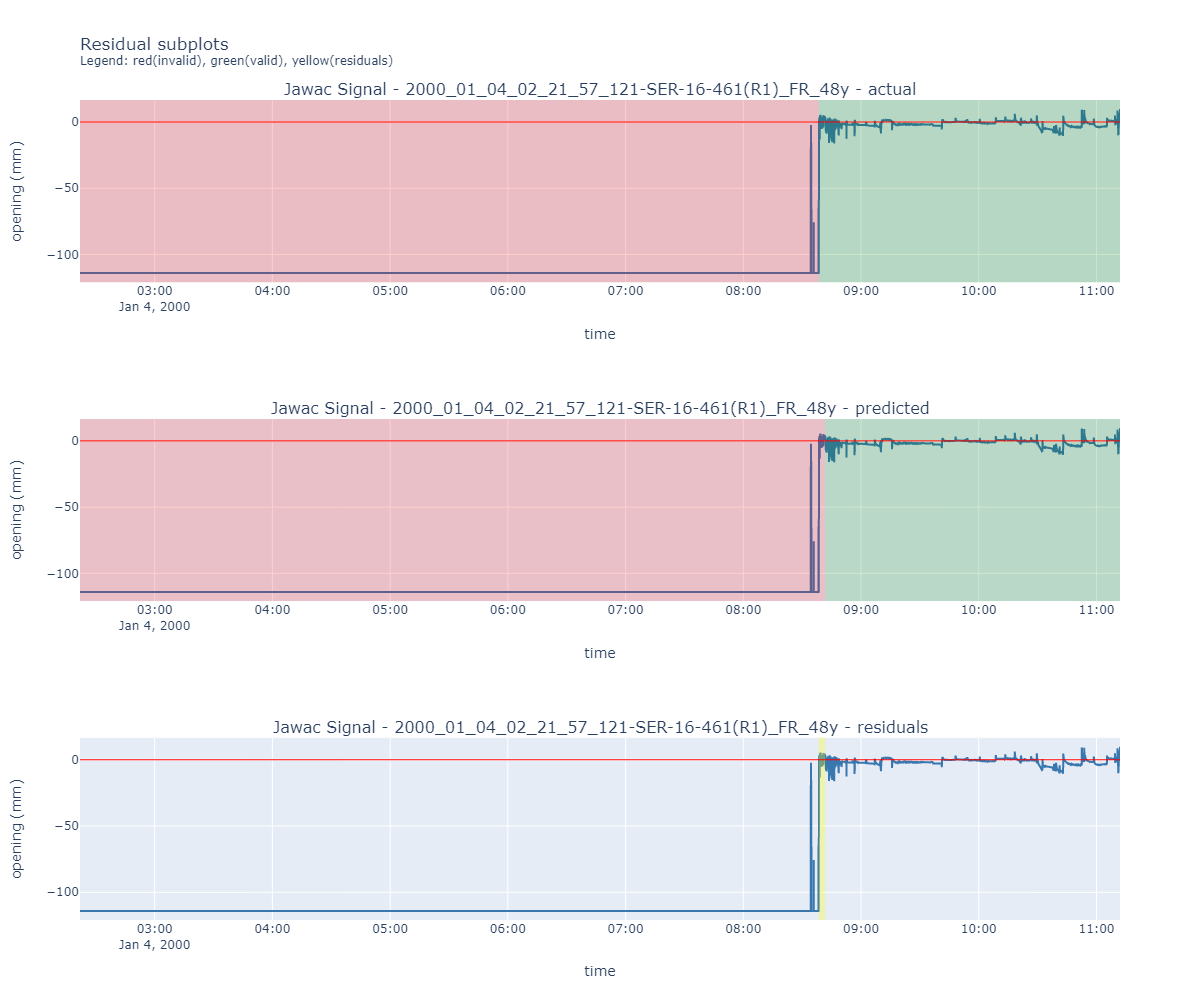 Residual subplots
Legend: red(invalid), green(valid), yellow(residuals)
Jawac Signal - 2000_01_04_02_21_57_121-SER-16-461(R1)_FR_48y - actual
0
−50
−100
opening (mm)
03:00 04:00 05:00 06:00 07:00 08:00 09:00 10:00 11:00
Jan 4, 2000
time
Jawac Signal - 2000_01_04_02_21_57_121-SER-16-461(R1)_FR_48y - predicted
0
−50
−100
opening (mm)
03:00 04:00 05:00 06:00 07:00 08:00 09:00 10:00 11:00
Jan 4, 2000
time
Jawac Signal - 2000_01_04_02_21_57_121-SER-16-461(R1)_FR_48y - residuals
0
−50
−100
opening (mm)
03:00 04:00 05:00 06:00 07:00 08:00 09:00 10:00 11:00
Jan 4, 2000
time